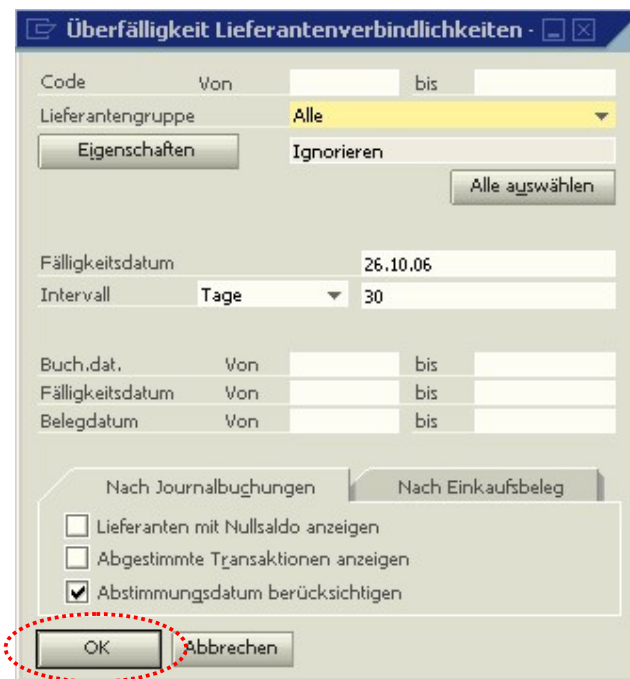 Überfälligkeit Lieferantenverbindlichkeiten -
Code Von bis
Lieferantengruppe Alle
Eigenschaften Ignorieren
Alle auswählen
Fälligkeitsdatum 26.10.06
Intervall Tage 30
Buch.dat. Von bis
Fälligkeitsdatum Von bis
Belegdatum Von bis
Nach Journalbuchungen Nach Einkaufsbeleg
Lieferanten mit Nullsaldo anzeigen
Abgestimmte Transaktionen anzeigen
Abstimmungsdatum berücksichtigen
OK Abbrechen